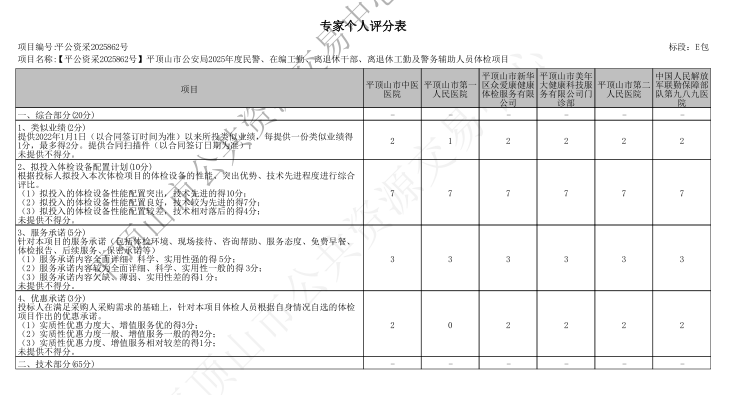 专家个人评分表
项目编号:平公资采2025862号
标段: E包
项目名称:【平公资采2025862号】平顶山市公安局2025年度民警、在编工勤、离退休干部、离退休工勤及警务辅助人员体检项目
项目
平顶山市中医医院
平顶山市第一人民医院
平顶山市新华区众爱康健康体检服务有限公司
平顶山市美年大健康科技服务有限公司门诊部
平顶山市第二人民医院
中国人民解放军联勤保障部队第九八九医院
一、综合部分(20分) - - - - - -
1、类似业绩(2分)
提供2022年1月1日（以合同签订时间为准）以来所投类似业绩，每提供一份类似业绩得
1分，最多得2分。提供合同扫描件（以合同签订日期为准）
未提供不得分。
2 1 2 2 2 2
2、拟投入体检设备配置计划(10分)
根据投标人拟投入本次体检项目的体检设备的性能，突出优势、技术先进程度进行综合
评比。
（1）拟投入的体检设备性能配置突出，技术先进的得10分；
（2）拟投入的体检设备性能配置良好，技术较为先进的得7分；
（3）拟投入的体检设备性能配置较差，技术相对落后的得4分；
未提供不得分。
7 7 7 7 7 7
3、服务承诺(5分)
针对本项目的服务承诺（包括体检环境、现场接待、咨询帮助、服务态度、免费早餐、
体检报告、后续服务、保密承诺等）
（1）服务承诺内容全面详细、科学、实用性强的得 5分；
（2）服务承诺内容较为全面详细、科学、实用性一般的得 3分；
（3）服务承诺内容欠缺、薄弱、实用性差的得1 分；
未提供不得分。
3 3 3 3 3 3
4、优惠承诺(3分)
投标人在满足采购人采购需求的基础上，针对本项目体检人员根据自身情况自选的体检
项目作出的优惠承诺。
（1）实质性优惠力度大、增值服务优的得3分；
（2）实质性优惠力度一般、增值服务一般的得2分；
（3）实质性优惠力度、增值服务相对较差的得1分；
未提供不得分。
2 0 2 2 2 2
二、技术部分(65分) - - - - - -
平顶山市公共资源交易中心
平顶山市公共资源交易中心